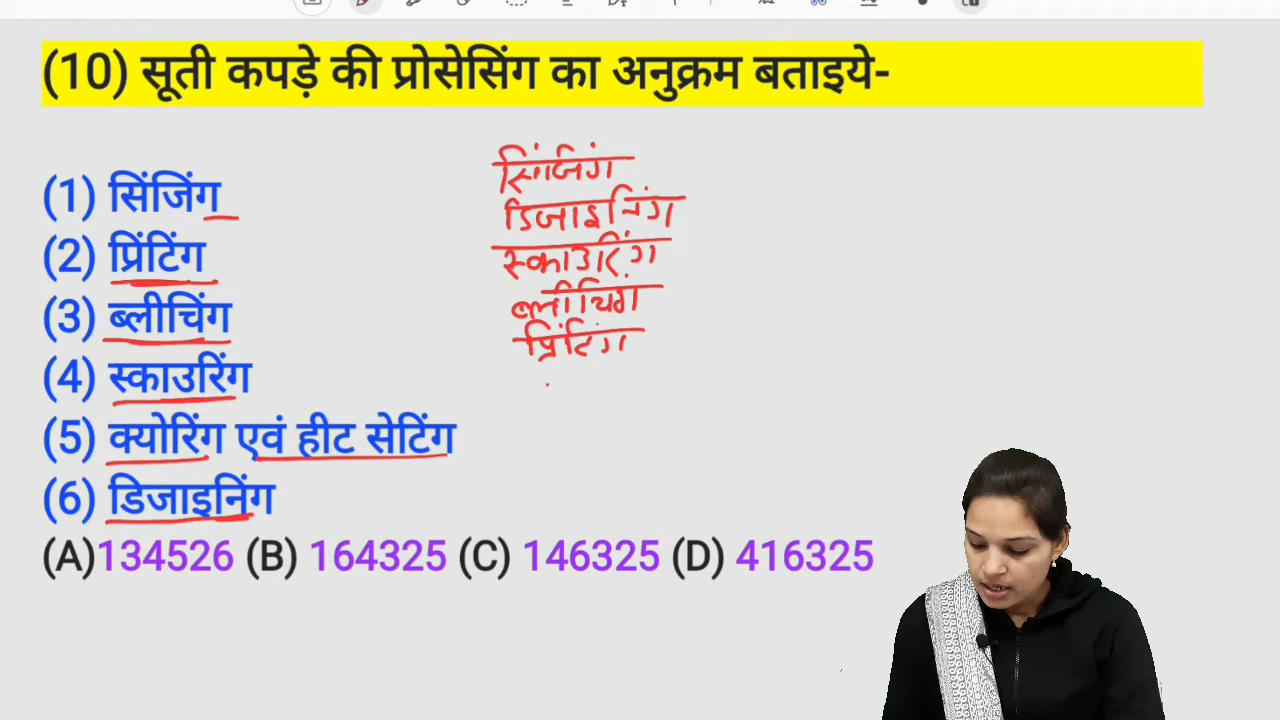 (10) सूती कपड़े की प्रोसेसिंग का अनुक्रम बताइये-
(1) सिंजिंग
(2) प्रिंटिंग
(3) ब्लीचिंग
(4) स्काउरिंग
(5) क्योरिंग एवं हीट सेटिंग
(6) डिजाइनिंग
(A)134526 (B) 164325 (C) 146325 (D) 416325
सिंजिंग
डिजाइनिंग
स्काउरिंग
ब्लीचिंग
प्रिंटिंग